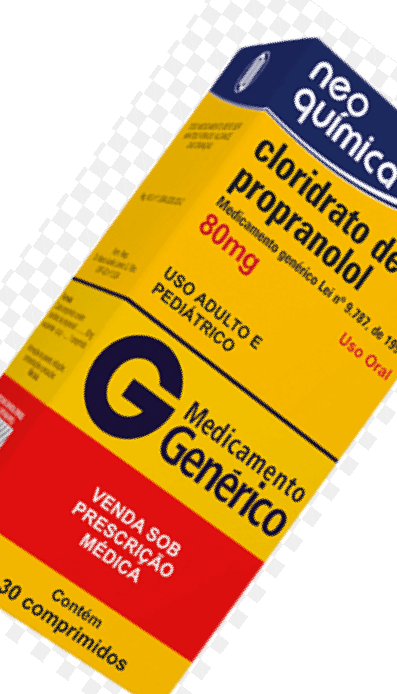 neo
química
cloridrato de
propranolol
Medicamento genérico Lei nº 9.787, de
80mg
USO ADULTO E
PEDIÁTRICO
Uso Oral
G
Medicamento
Genérico
VENDA SOB
PRESCRIÇÃO
MÉDICA
Contém
30 comprimidos